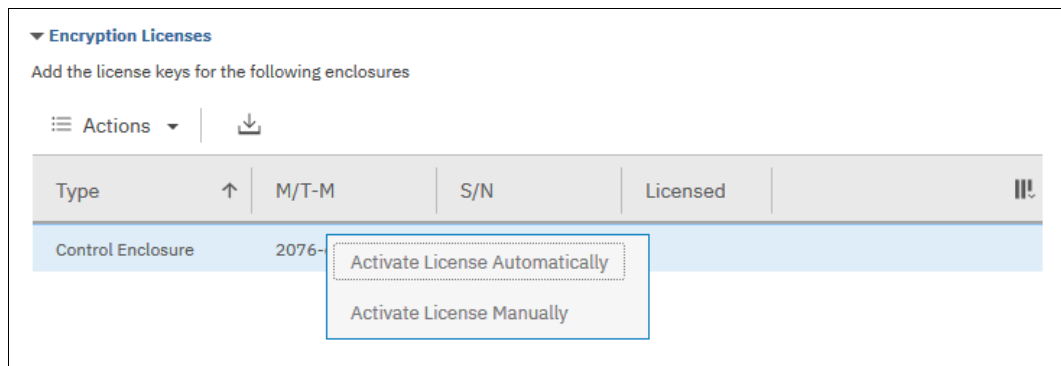 Encryption Licenses
Add the license keys for the following enclosures
Actions
Type M/T-M S/N Licensed
Control Enclosure 2076-
Activate License Automatically
Activate License Manually